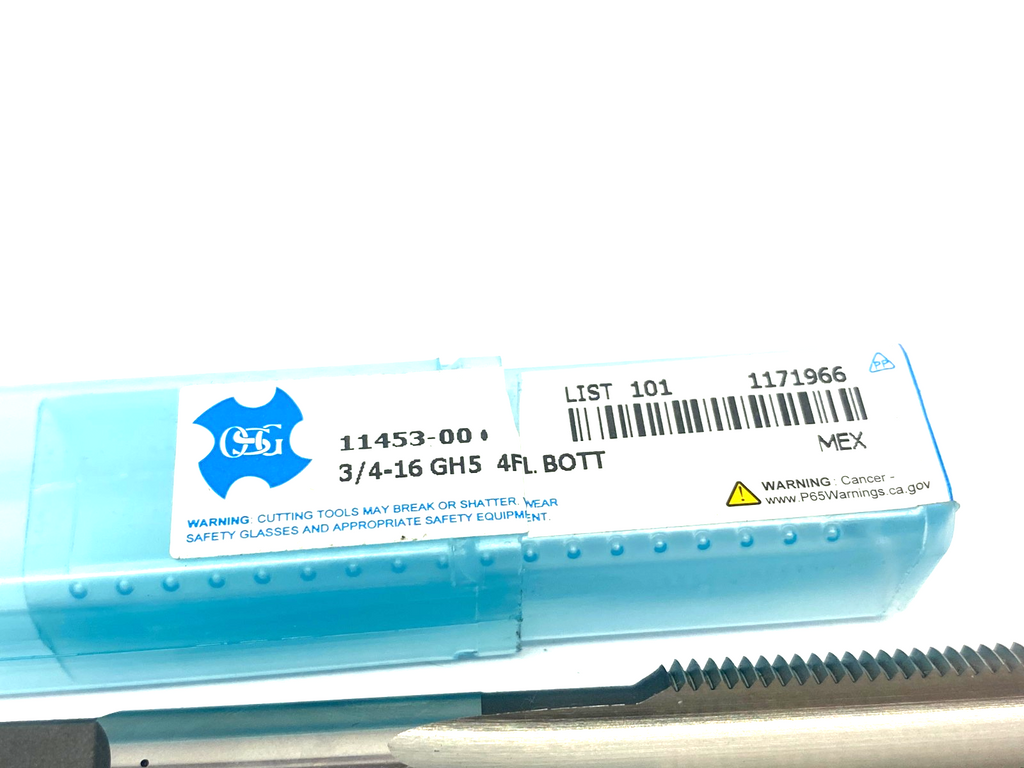 OSG
LIST 101 1171966
11453-00
3/4-16 GH5 4FL. BOTT
MEX
WARNING: Cancer -
www.P65Warnings.ca.gov
WARNING: CUTTING TOOLS MAY BREAK OR SHATTER. WEAR
SAFETY GLASSES AND APPROPRIATE SAFETY EQUIPMENT.
PP